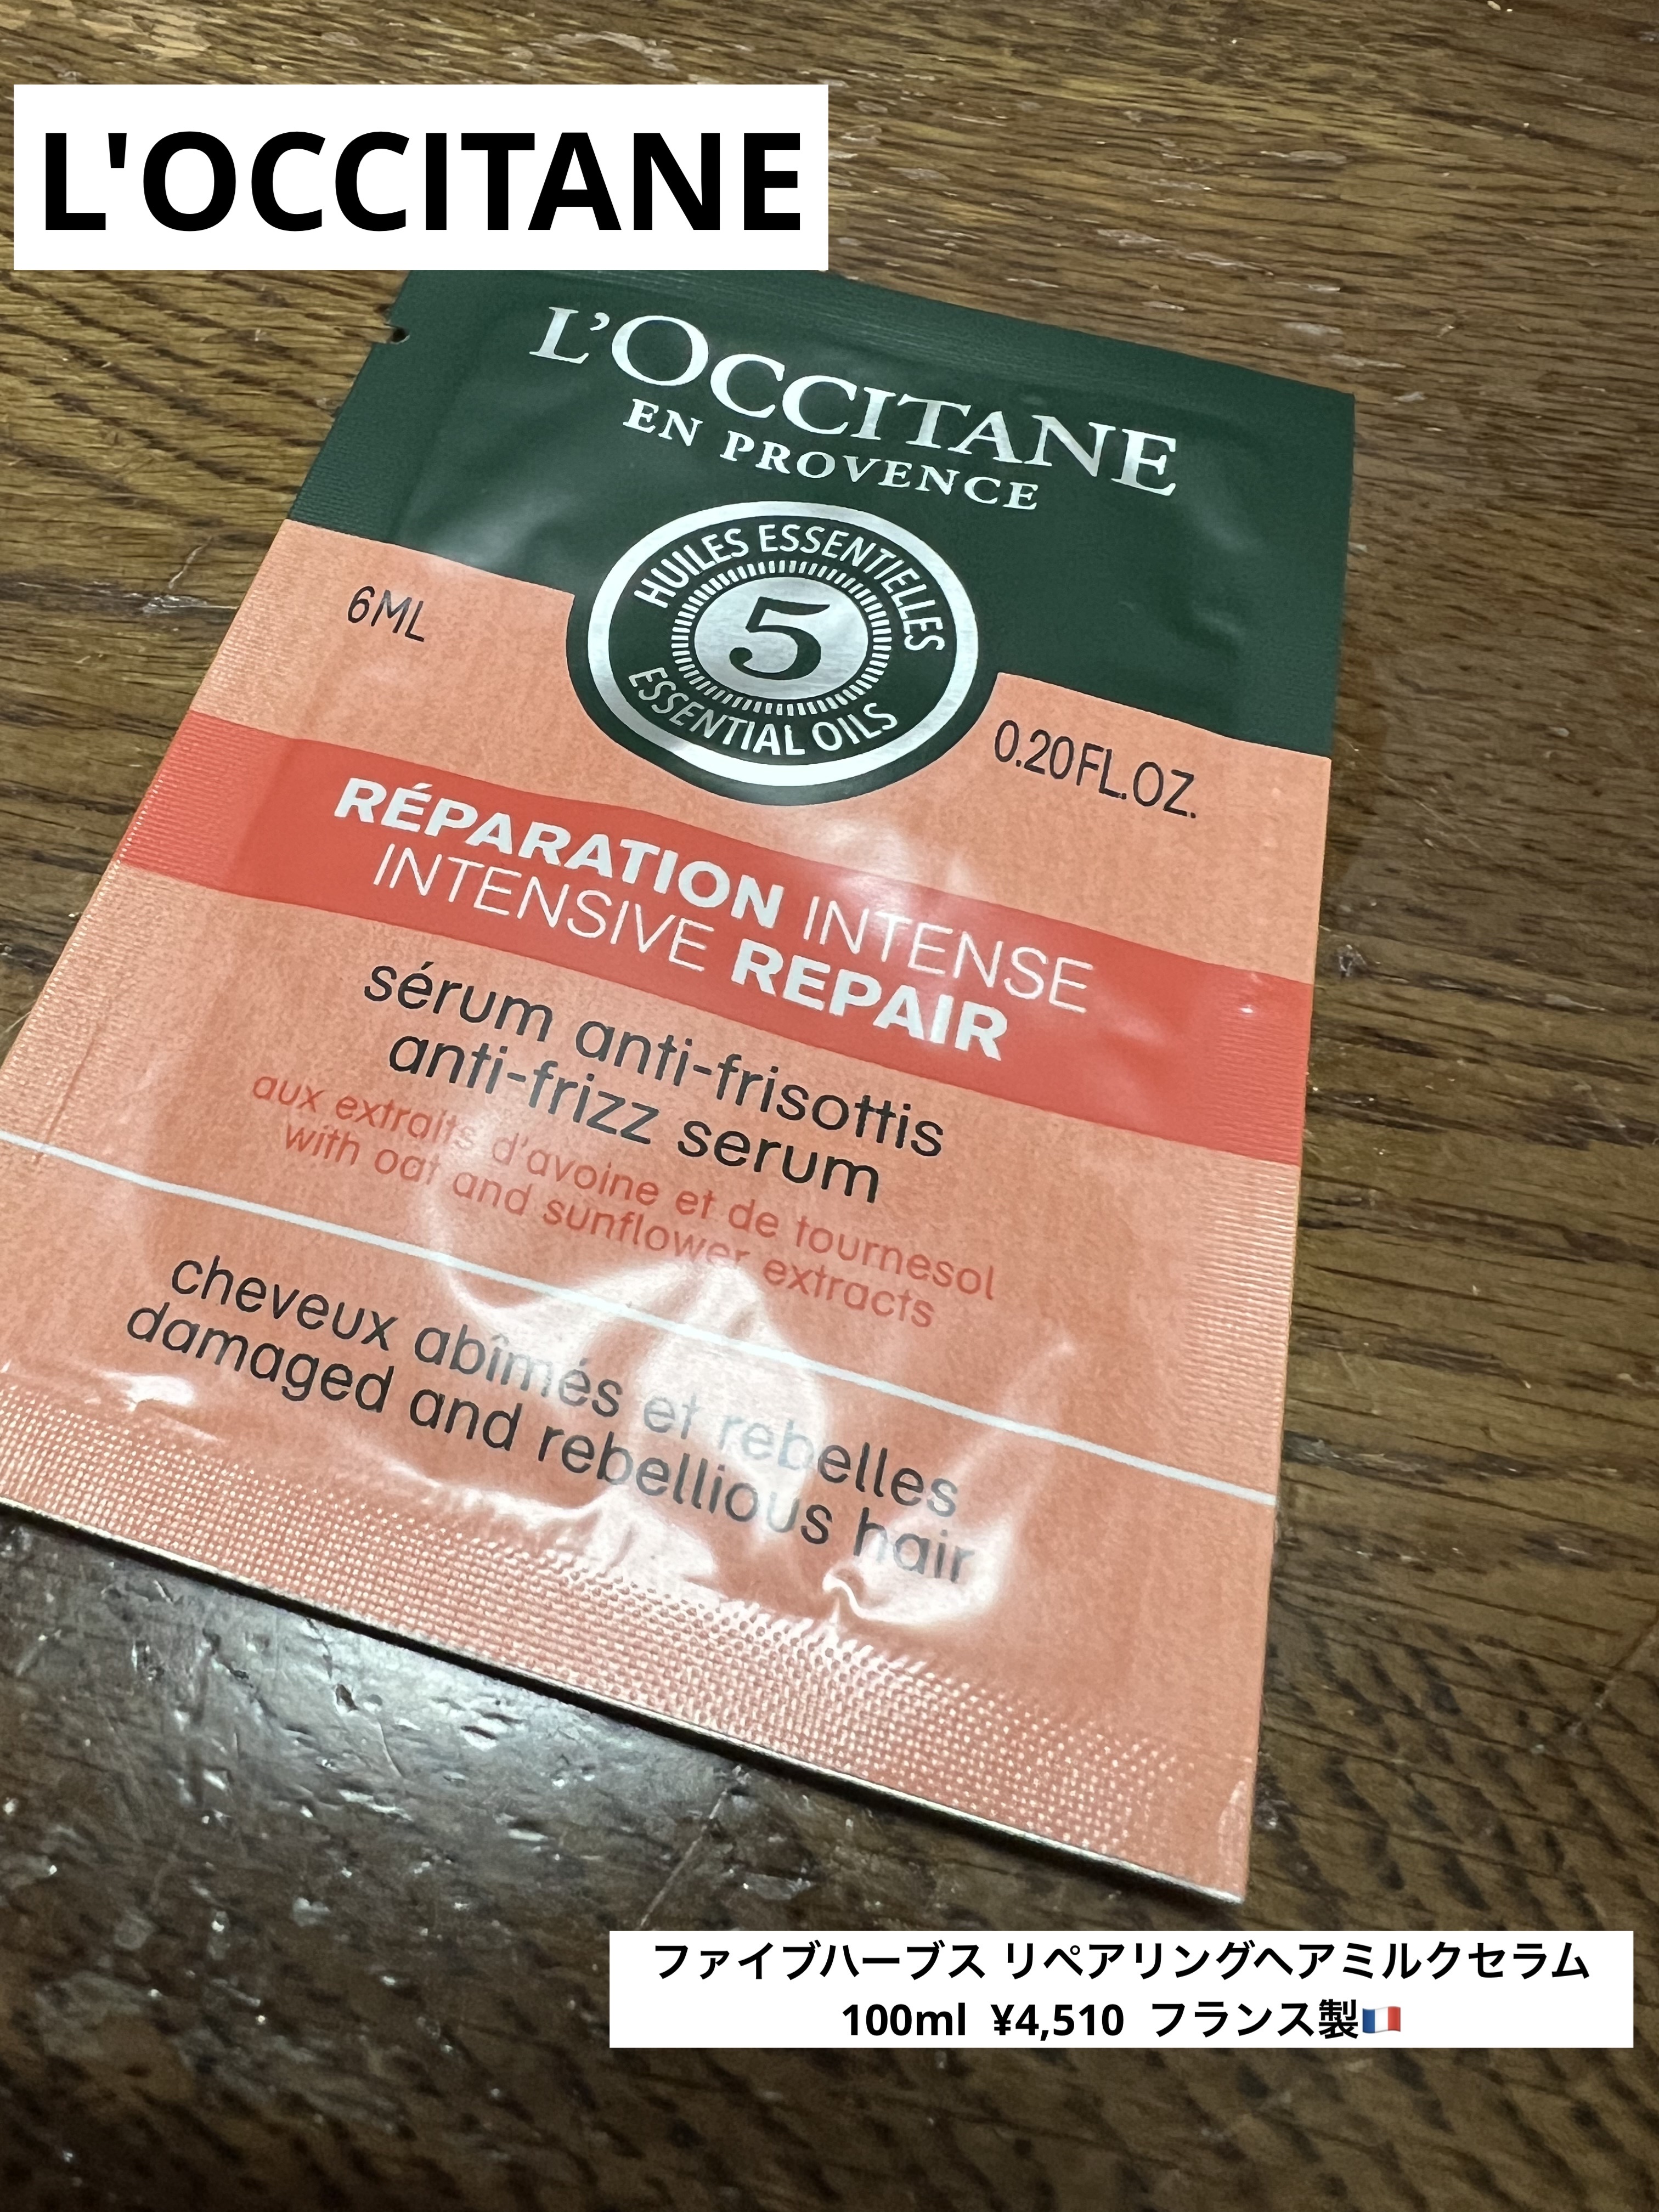 L'OCCITANE
L'OCCITANE
EN PROVENCE
HUILES ESSENTIELLES
5
ESSENTIAL OILS
6ML
0.20FL.OZ.
RÉPARATION INTENSE
INTENSIVE REPAIR
sérum anti-frisottis
anti-frizz serum
aux extraits d'avoine et de tournesol
with oat and sunflower extracts
cheveux abîmés et rebelles
damaged and rebellious hair
ファイブハーブス リペアリングヘアミルクセラム
100ml ¥4,510 フランス製🇫🇷